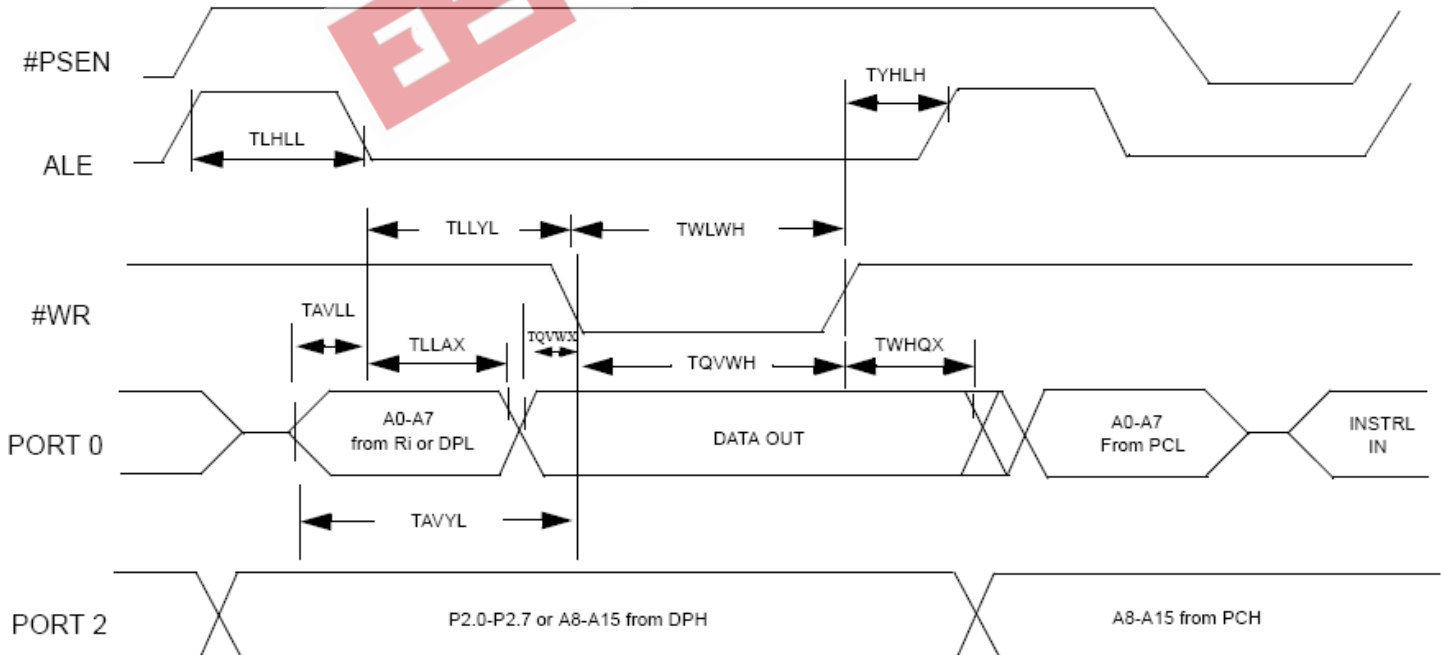 #PSEN
TYHLH
TLHLL
ALE
TLLYL
TWLWH
#WR
TAVLL
TQVWX
TLLAX
TQVWH
TWHQX
PORT 0
A0-A7
from Ri or DPL
DATA OUT
A0-A7
From PCL
INSTRL
IN
TAVYL
PORT 2
P2.0-P2.7 or A8-A15 from DPH
A8-A15 from PCH